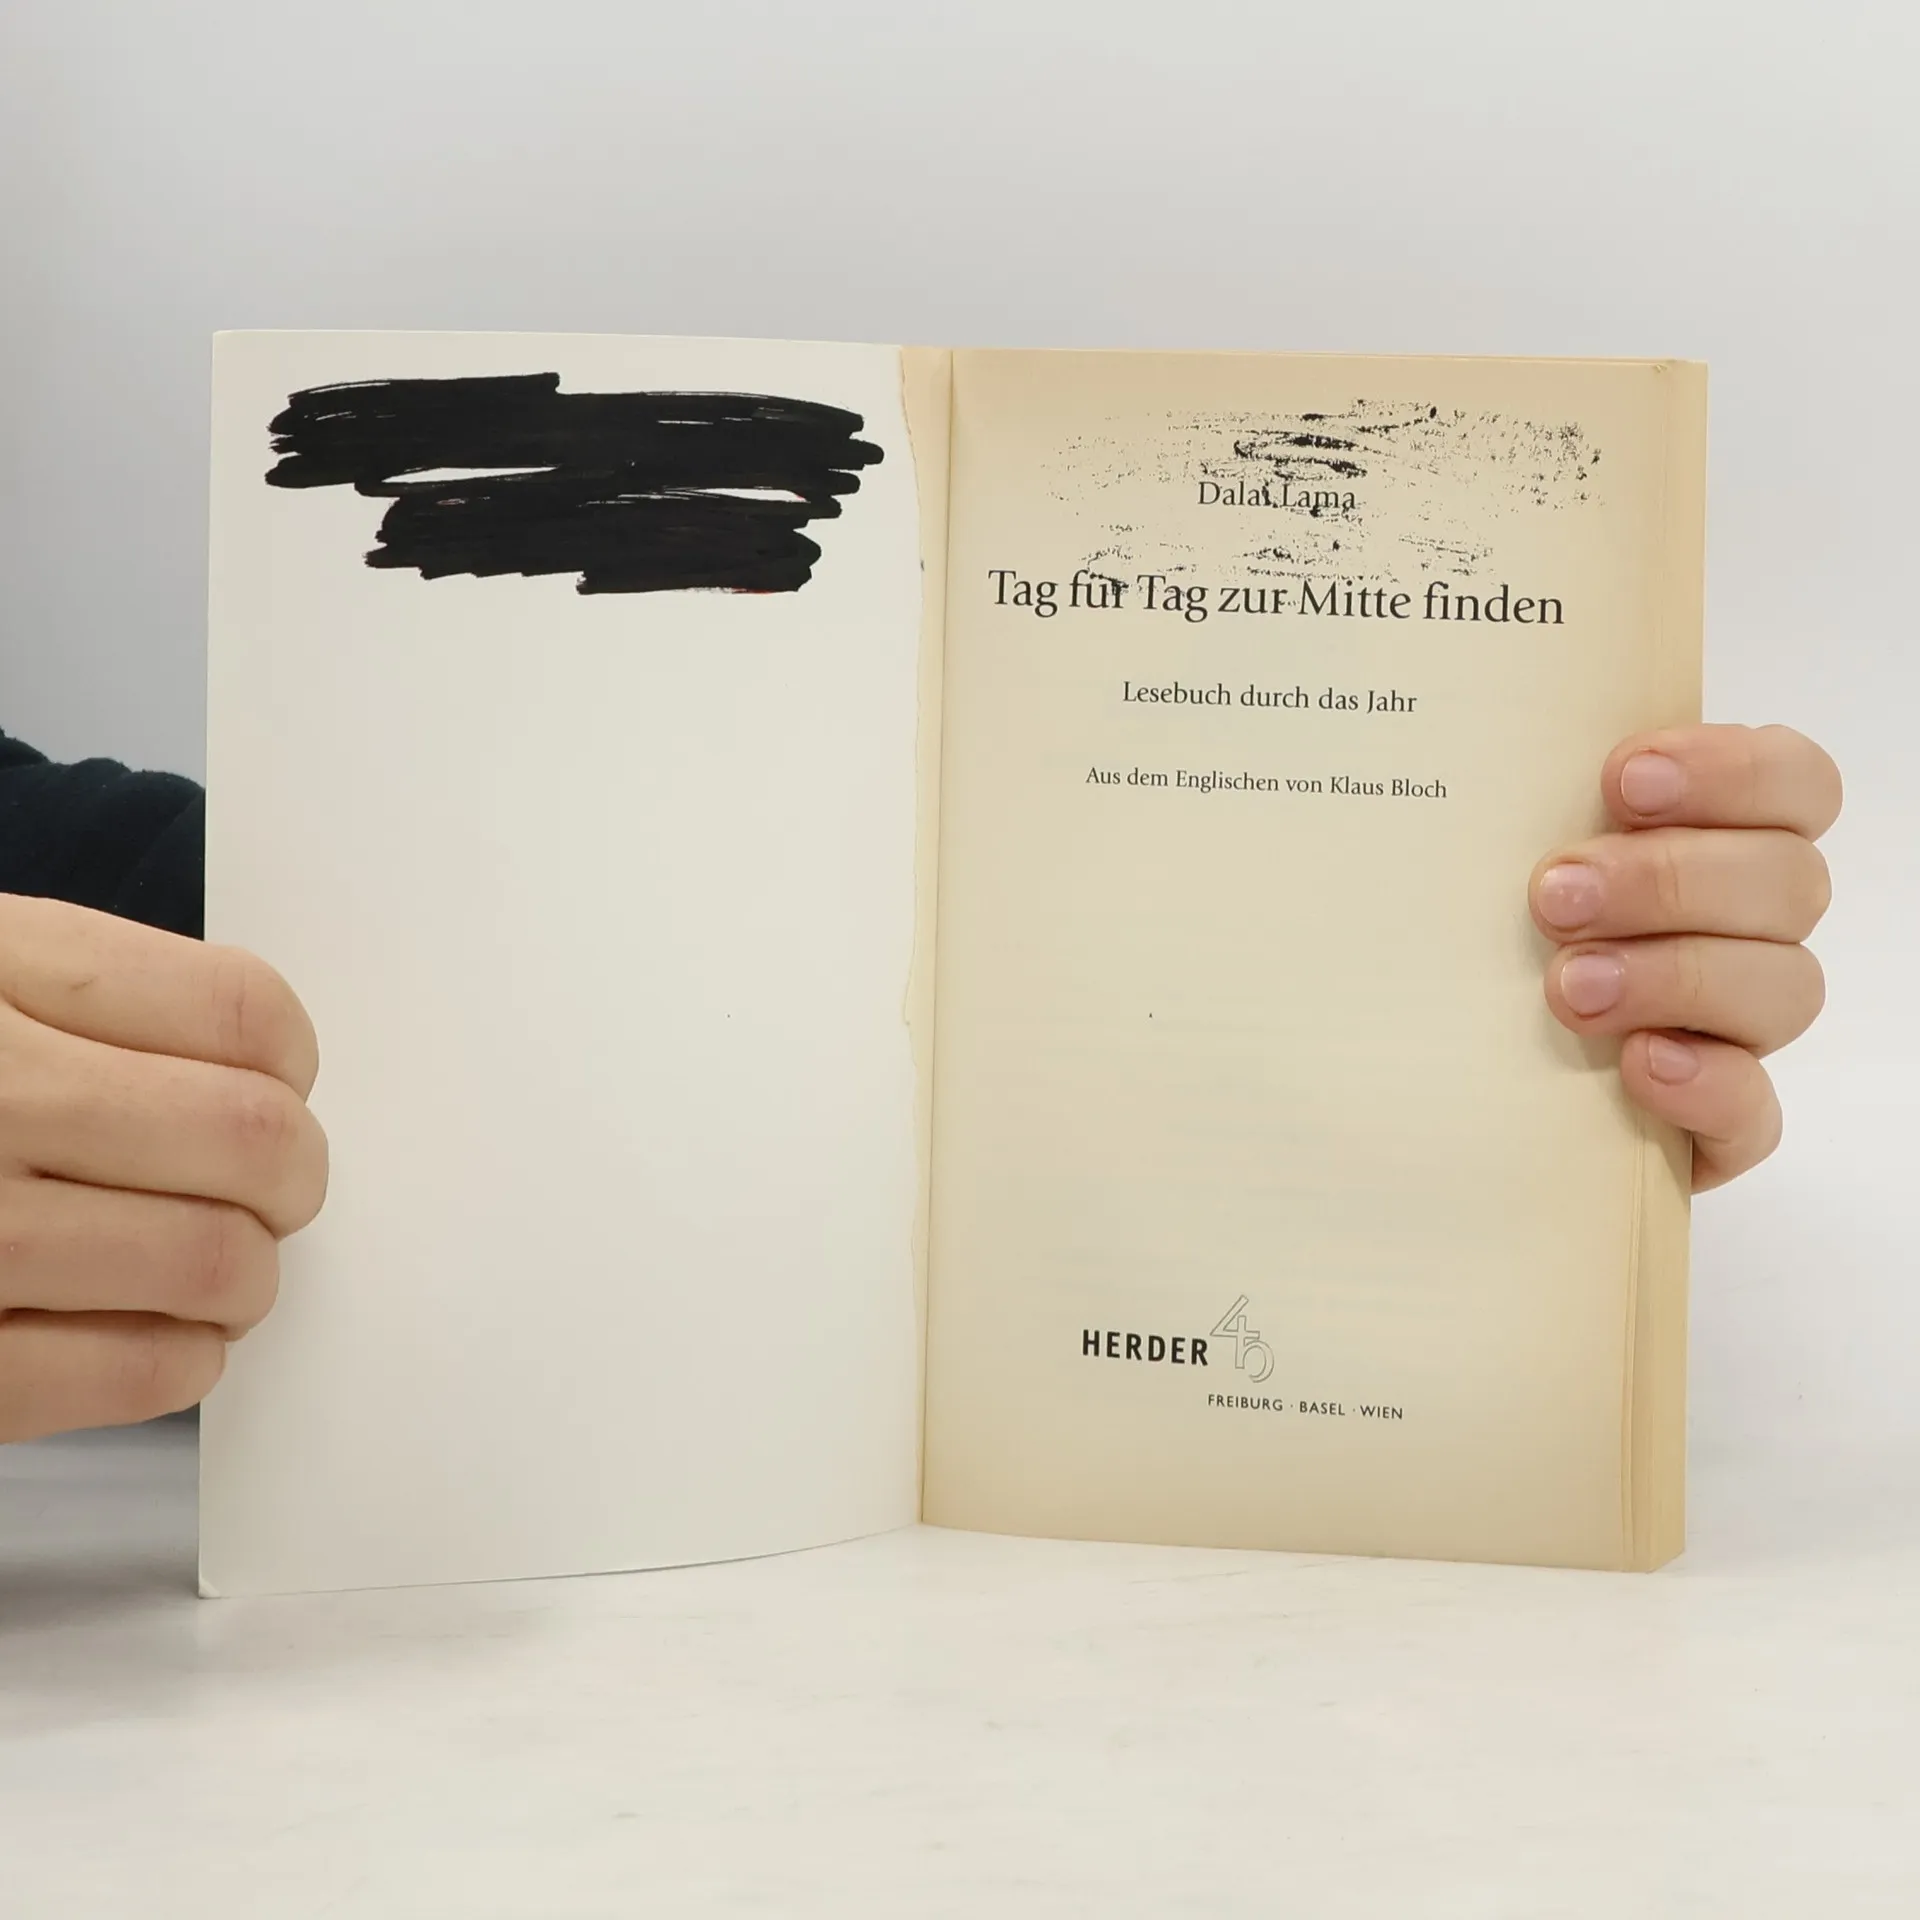 Dalai Lama
Tag für Tag zur Mitte finden
Lesebuch durch das Jahr
Aus dem Englischen von Klaus Bloch
HERDER
FREIBURG · BASEL · WIEN